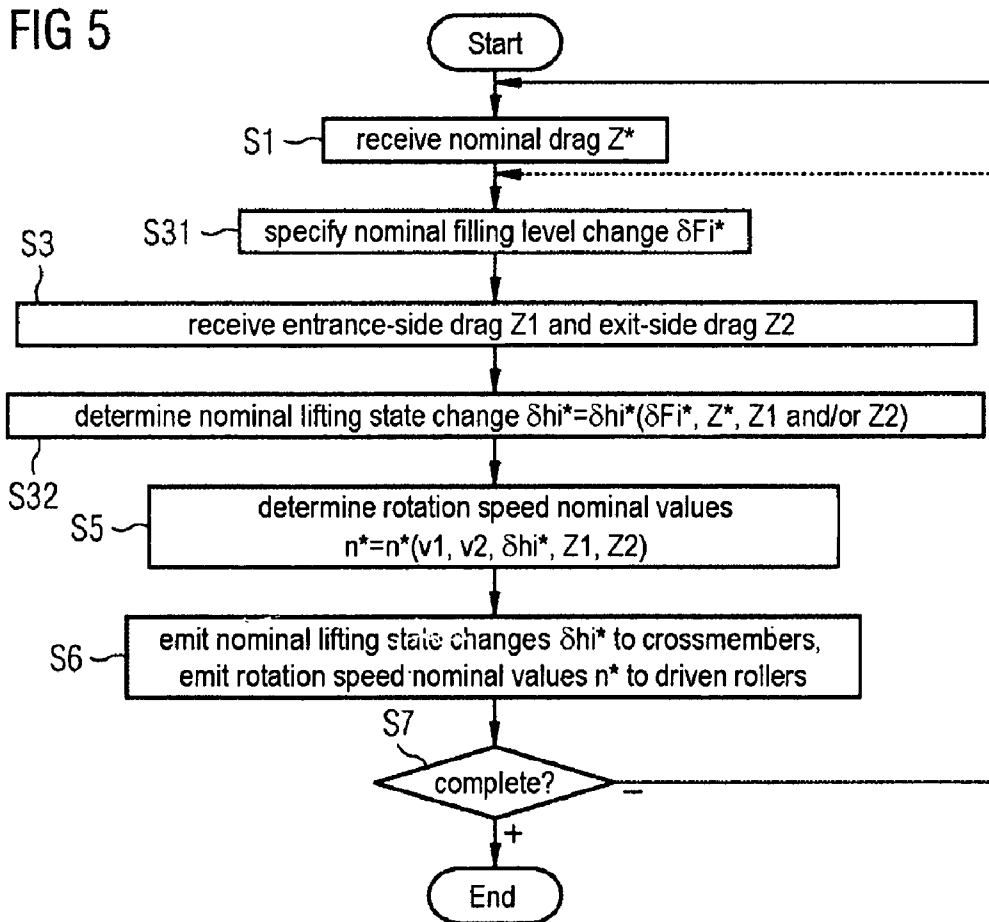 FIG 5
Start
S1
receive nominal drag Z*
S31
specify nominal filling level change δFi*
S3
receive entrance-side drag Z1 and exit-side drag Z2
determine nominal lifting state change δhi*=δhi*(δFi*, Z*, Z1 and/or Z2)
S32
S5
determine rotation speed nominal values
n*=n*(v1, v2, δhi*, Z1, Z2)
S6
emit nominal lifting state changes δhi* to crossmembers,
emit rotation speed nominal values n* to driven rollers
S7
complete?
–
+
End